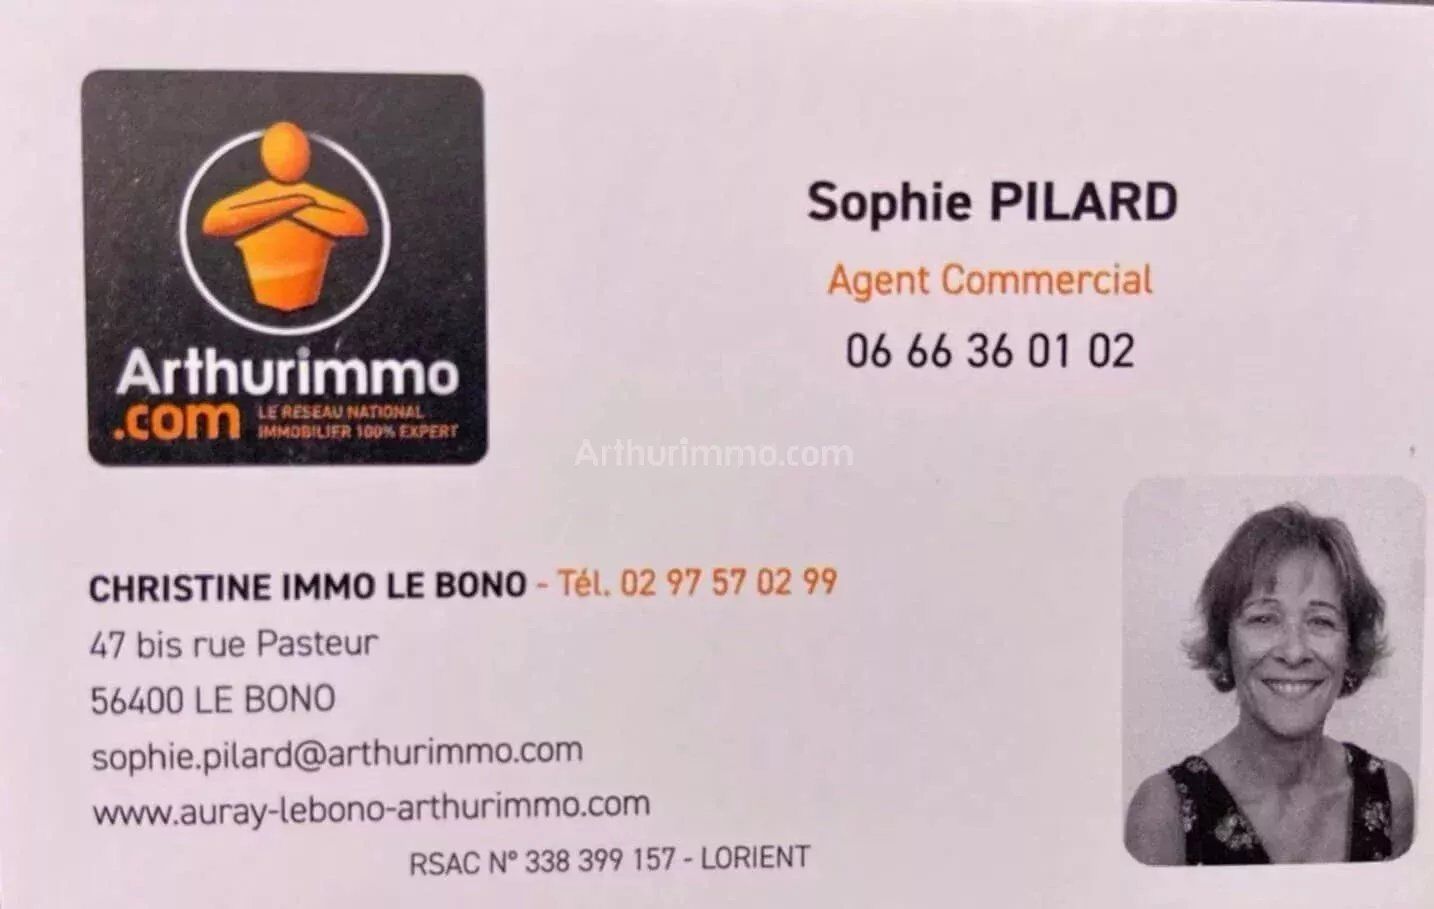 Arthurimmo
.com LE RÉSEAU NATIONAL
IMMOBILIER 100% EXPERT
Sophie PILARD
Agent Commercial
06 66 36 01 02
Arthurimmo.com
CHRISTINE IMMO LE BONO - Tél. 02 97 57 02 99
47 bis rue Pasteur
56400 LE BONO
sophie.pilard@arthurimmo.com
www.auray-lebono-arthurimmo.com
RSAC N° 338 399 157 - LORIENT